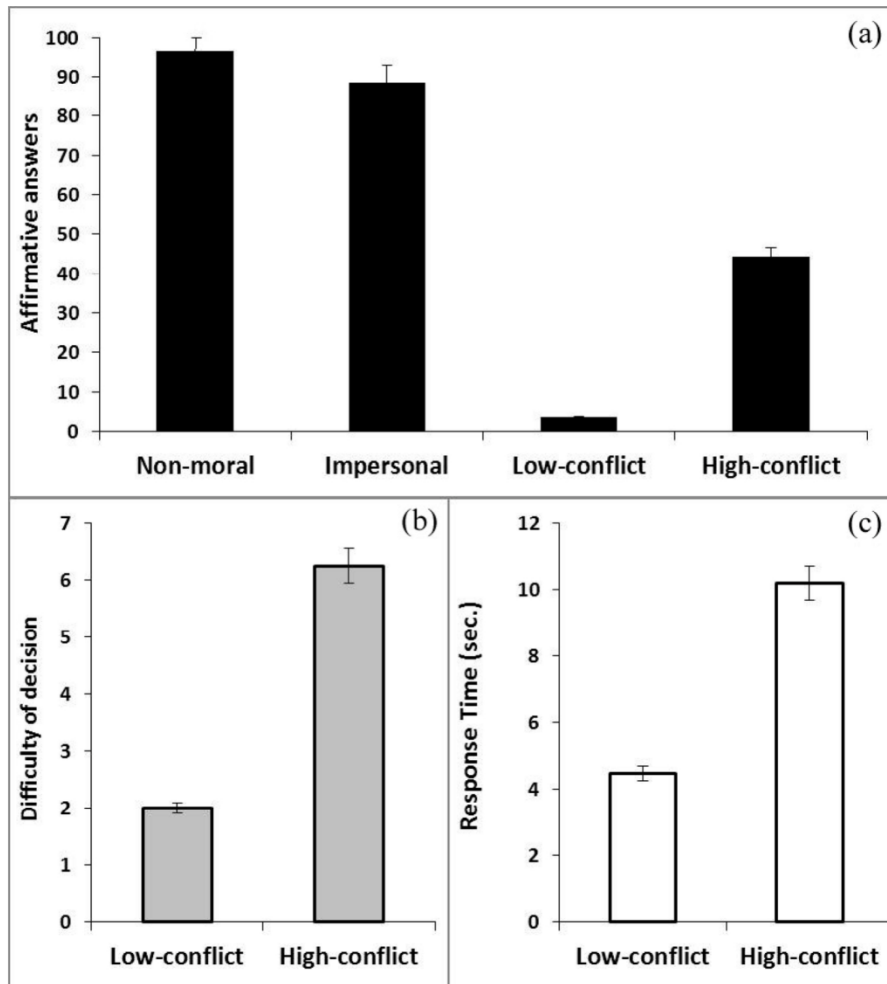 (a)
Affirmative answers
100
90
80
70
60
50
40
30
20
10
0
Non-moral Impersonal Low-conflict High-conflict
(b)
Difficulty of decision
7
6
5
4
3
2
1
0
Low-conflict High-conflict
(c)
Response Time (sec.)
12
10
8
6
4
2
0
Low-conflict High-conflict